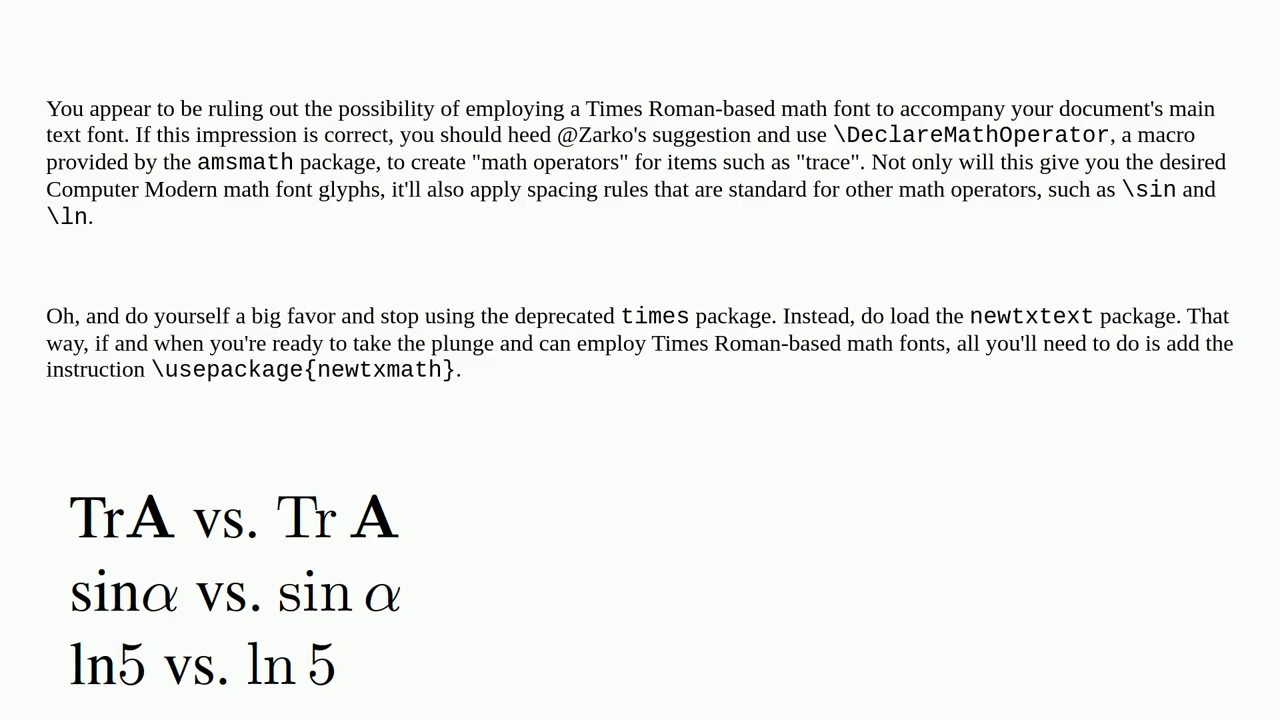 You appear to be ruling out the possibility of employing a Times Roman-based math font to accompany your document's main
text font. If this impression is correct, you should heed @Zarko's suggestion and use \DeclareMathOperator, a macro
provided by the amsmath package, to create "math operators" for items such as "trace". Not only will this give you the desired
Computer Modern math font glyphs, it'll also apply spacing rules that are standard for other math operators, such as \sin and
\ln.
Oh, and do yourself a big favor and stop using the deprecated times package. Instead, do load the newtxtext package. That
way, if and when you're ready to take the plunge and can employ Times Roman-based math fonts, all you'll need to do is add the
instruction \usepackage{newtxmath}.
TrA vs. Tr A
sinα vs. sin α
ln5 vs. ln 5